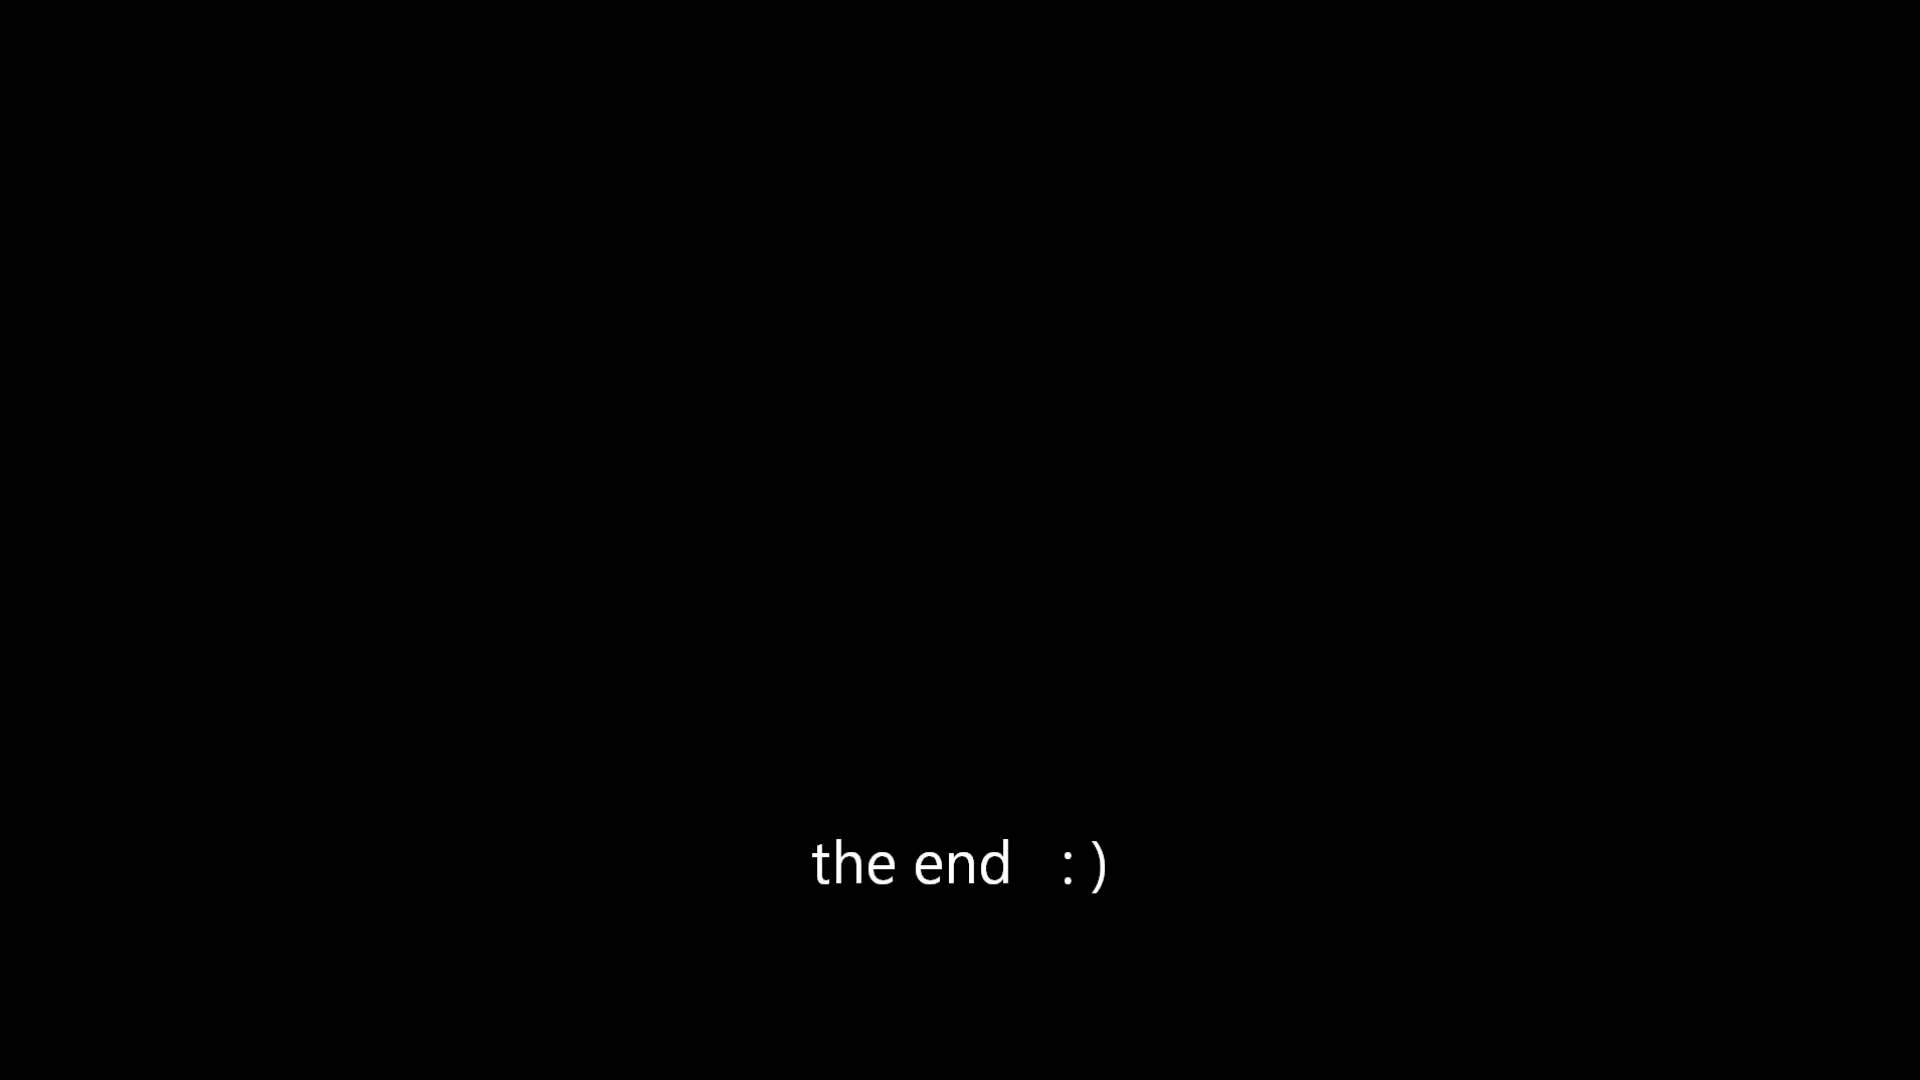 the end   : )